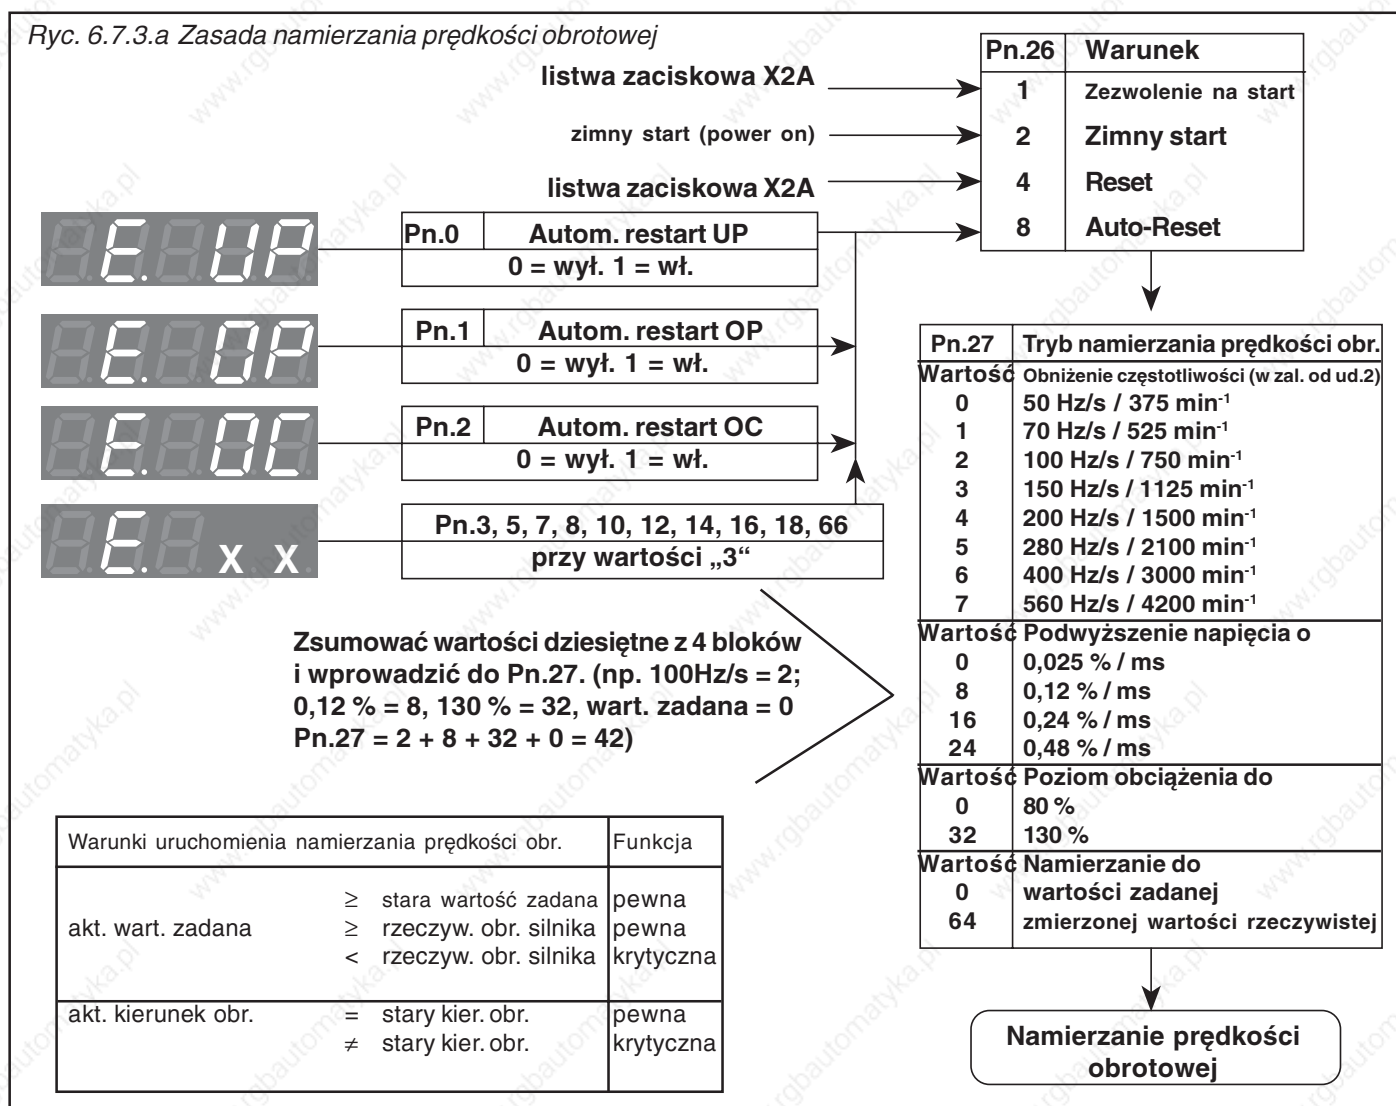 Ryc. 6.7.3.a Zasada namierzania prędkości obrotowej
listwa zaciskowa X2A
zimny start (power on)
listwa zaciskowa X2A
Pn.26 Warunek
1 Zezwolenie na start
2 Zimny start
4 Reset
8 Auto-Reset
E. UP
Pn.0 Autom. restart UP
0 = wył. 1 = wł.
E. OP
Pn.1 Autom. restart OP
0 = wył. 1 = wł.
E. OC
Pn.2 Autom. restart OC
0 = wył. 1 = wł.
E. x x
Pn.3, 5, 7, 8, 10, 12, 14, 16, 18, 66
przy wartości „3“
Pn.27 Tryb namierzania prędkości obr.
Wartość Obniżenie częstotliwości (w zal. od ud.2)
0 50 Hz/s / 375 min-1
1 70 Hz/s / 525 min-1
2 100 Hz/s / 750 min-1
3 150 Hz/s / 1125 min-1
4 200 Hz/s / 1500 min-1
5 280 Hz/s / 2100 min-1
6 400 Hz/s / 3000 min-1
7 560 Hz/s / 4200 min-1
Wartość Podwyższenie napięcia o
0 0,025 % / ms
8 0,12 % / ms
16 0,24 % / ms
24 0,48 % / ms
Wartość Poziom obciążenia do
0 80 %
32 130 %
Wartość Namierzanie do
0 wartości zadanej
64 zmierzonej wartości rzeczywistej
Zsumować wartości dziesiętne z 4 bloków
i wprowadzić do Pn.27. (np. 100Hz/s = 2;
0,12 % = 8, 130 % = 32, wart. zadana = 0
Pn.27 = 2 + 8 + 32 + 0 = 42)
Warunki uruchomienia namierzania prędkości obr. Funkcja
≥ stara wartość zadana pewna
akt. wart. zadana ≥ rzeczyw. obr. silnika pewna
< rzeczyw. obr. silnika krytyczna
akt. kierunek obr. = stary kier. obr. pewna
≠ stary kier. obr. krytyczna
Namierzanie prędkości
obrotowej
www.rgbautomatyka.pl